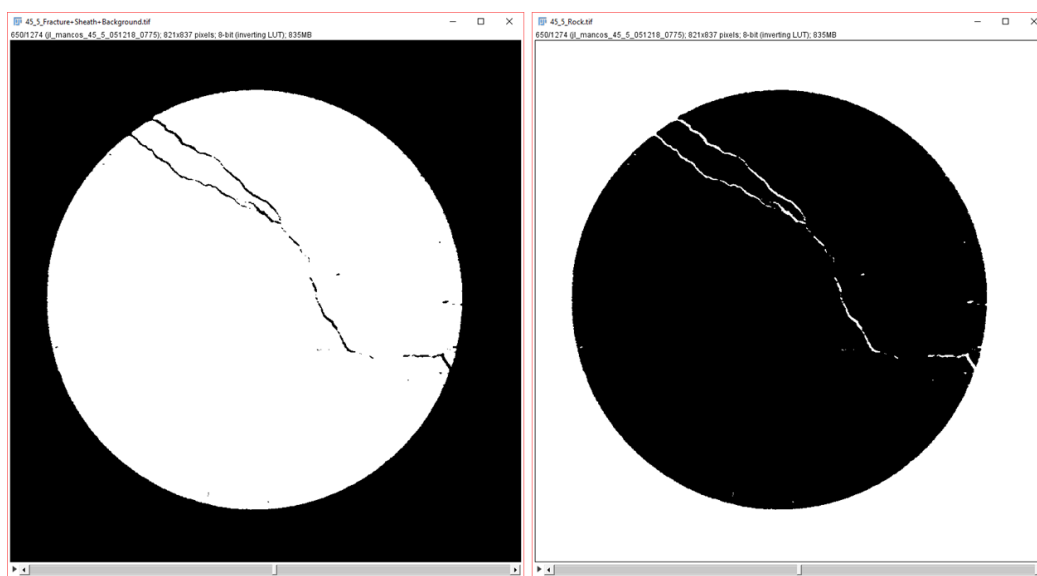 45_5_Fracture+Sheath+Background.tif
650/1274 (jl_mancos_45_5_051218_0775); 821x837 pixels; 8-bit (inverting LUT); 835MB
45_5_Rock.tif
650/1274 (jl_mancos_45_5_051218_0775); 821x837 pixels; 8-bit (inverting LUT); 835MB